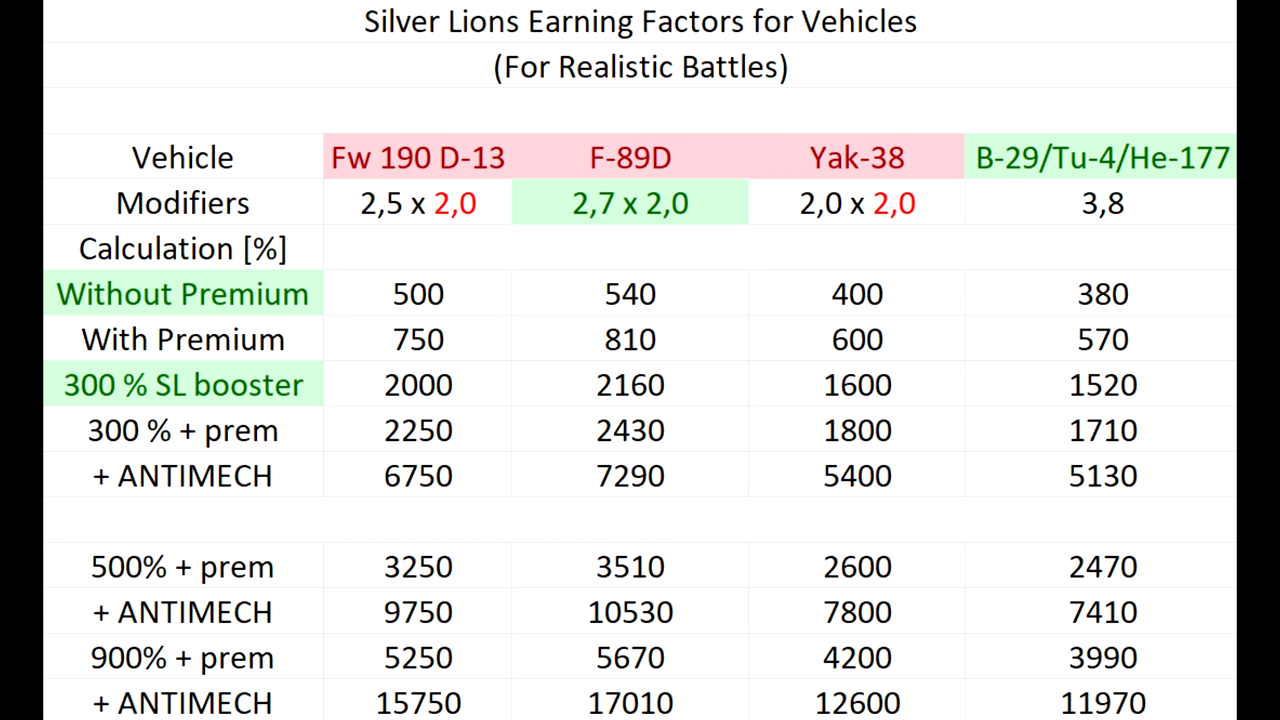 Silver Lions Earning Factors for Vehicles
(For Realistic Battles)
Vehicle Fw 190 D-13 F-89D Yak-38 B-29/Tu-4/He-177
Modifiers 2,5 x 2,0 2,7 x 2,0 2,0 x 2,0 3,8
Calculation [%]
Without Premium 500 540 400 380
With Premium 750 810 600 570
300 % SL booster 2000 2160 1600 1520
300 % + prem 2250 2430 1800 1710
+ ANTIMECH 6750 7290 5400 5130
500% + prem 3250 3510 2600 2470
+ ANTIMECH 9750 10530 7800 7410
900% + prem 5250 5670 4200 3990
+ ANTIMECH 15750 17010 12600 11970